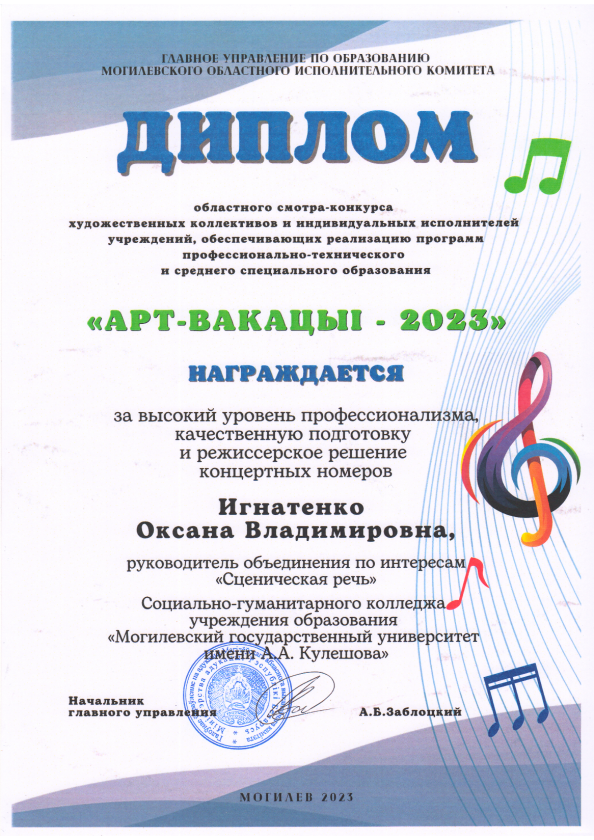 ГЛАВНОЕ УПРАВЛЕНИЕ ПО ОБРАЗОВАНИЮ
МОГИЛЕВСКОГО ОБЛАСТНОГО ИСПОЛНИТЕЛЬНОГО КОМИТЕТА
ДИПЛОМ
областного смотра-конкурса
художественных коллективов и индивидуальных исполнителей
учреждений, обеспечивающих реализацию программ
профессионально-технического
и среднего специального образования
«АРТ-ВАКАЦЫІ - 2023»
НАГРАЖДАЕТСЯ
за высокий уровень профессионализма,
качественную подготовку
и режиссерское решение
концертных номеров
Игнатенко
Оксана Владимировна,
руководитель объединения по интересам
«Сценическая речь»
Социально-гуманитарного колледжа
учреждения образования
«Могилевский государственный университет
имени А.А. Кулешова»
Начальник
главного управления
А.Б.Заблоцкий
МОГИЛЕВ 2023